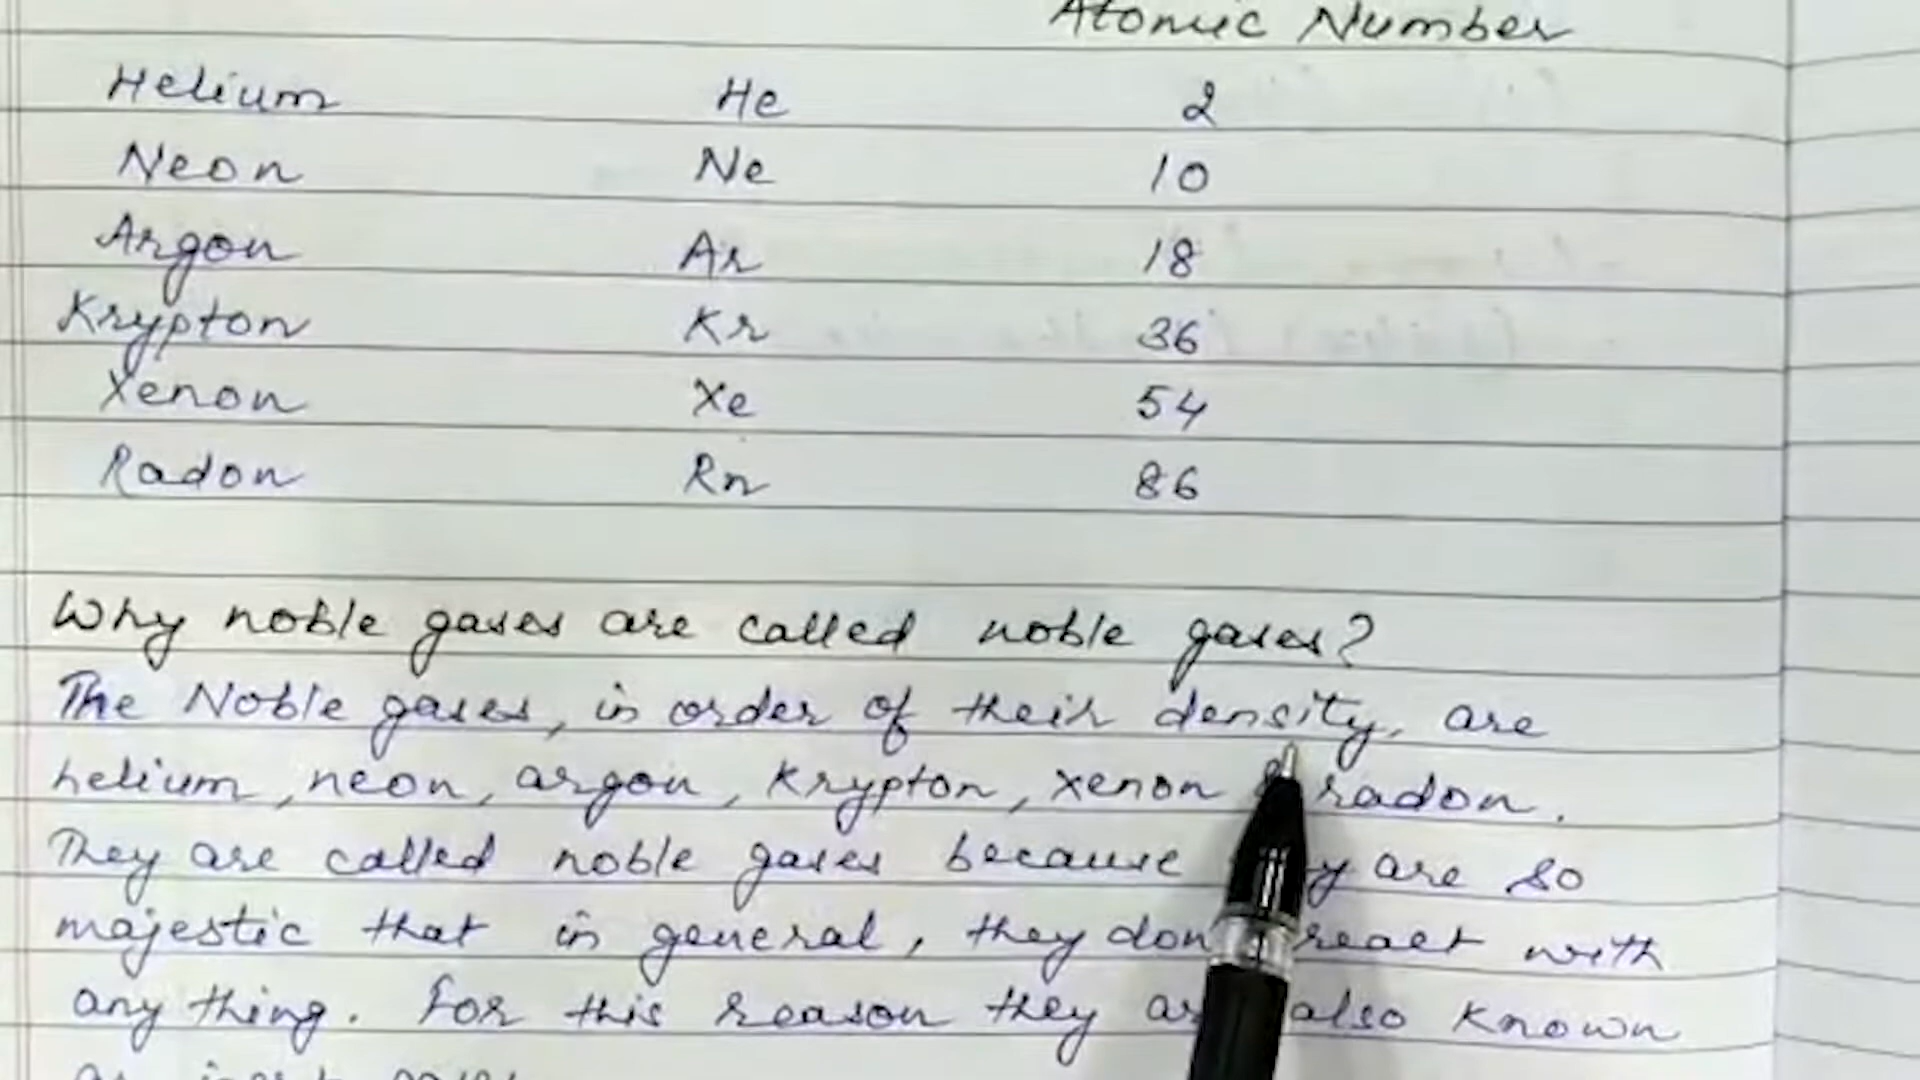 Atomic Number
Helium He 2
Neon Ne 10
Argon Ar 18
Krypton Kr 36
Xenon Xe 54
Radon Rn 86
Why noble gases are called noble gases?
The Noble gases, in order of their density, are
helium, neon, argon, Krypton, xenon radon.
They are called noble gases because are so
majestic that in general, they react with
any thing. For this reason they also known